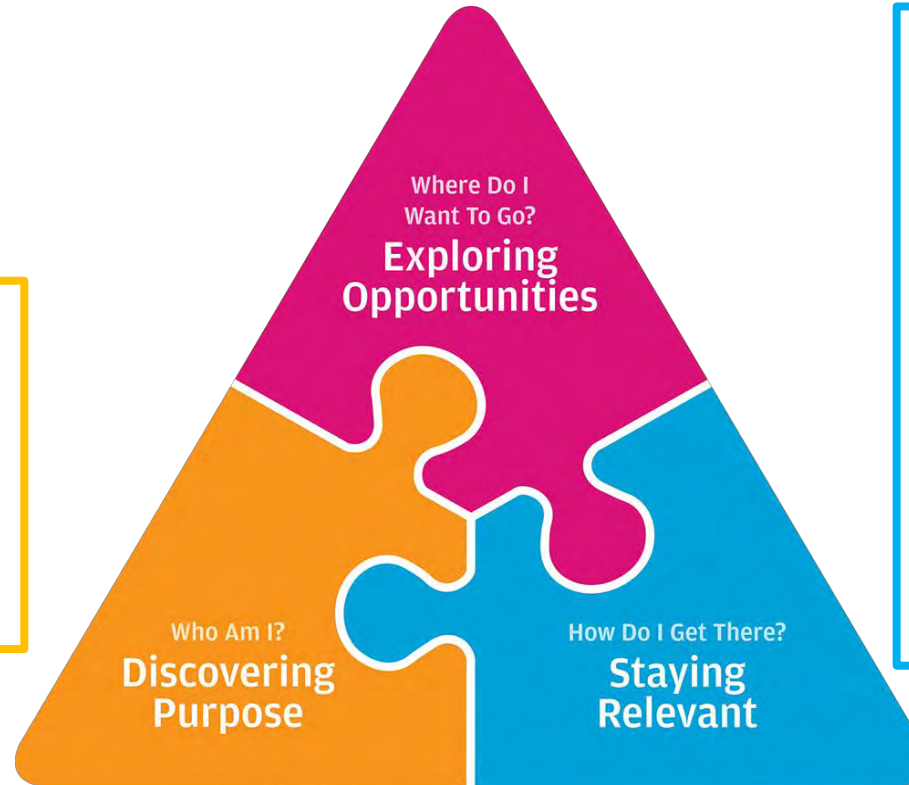 Where Do I
Want To Go?
Exploring
Opportunities
Who Am I?
Discovering
Purpose
How Do I Get There?
Staying
Relevant